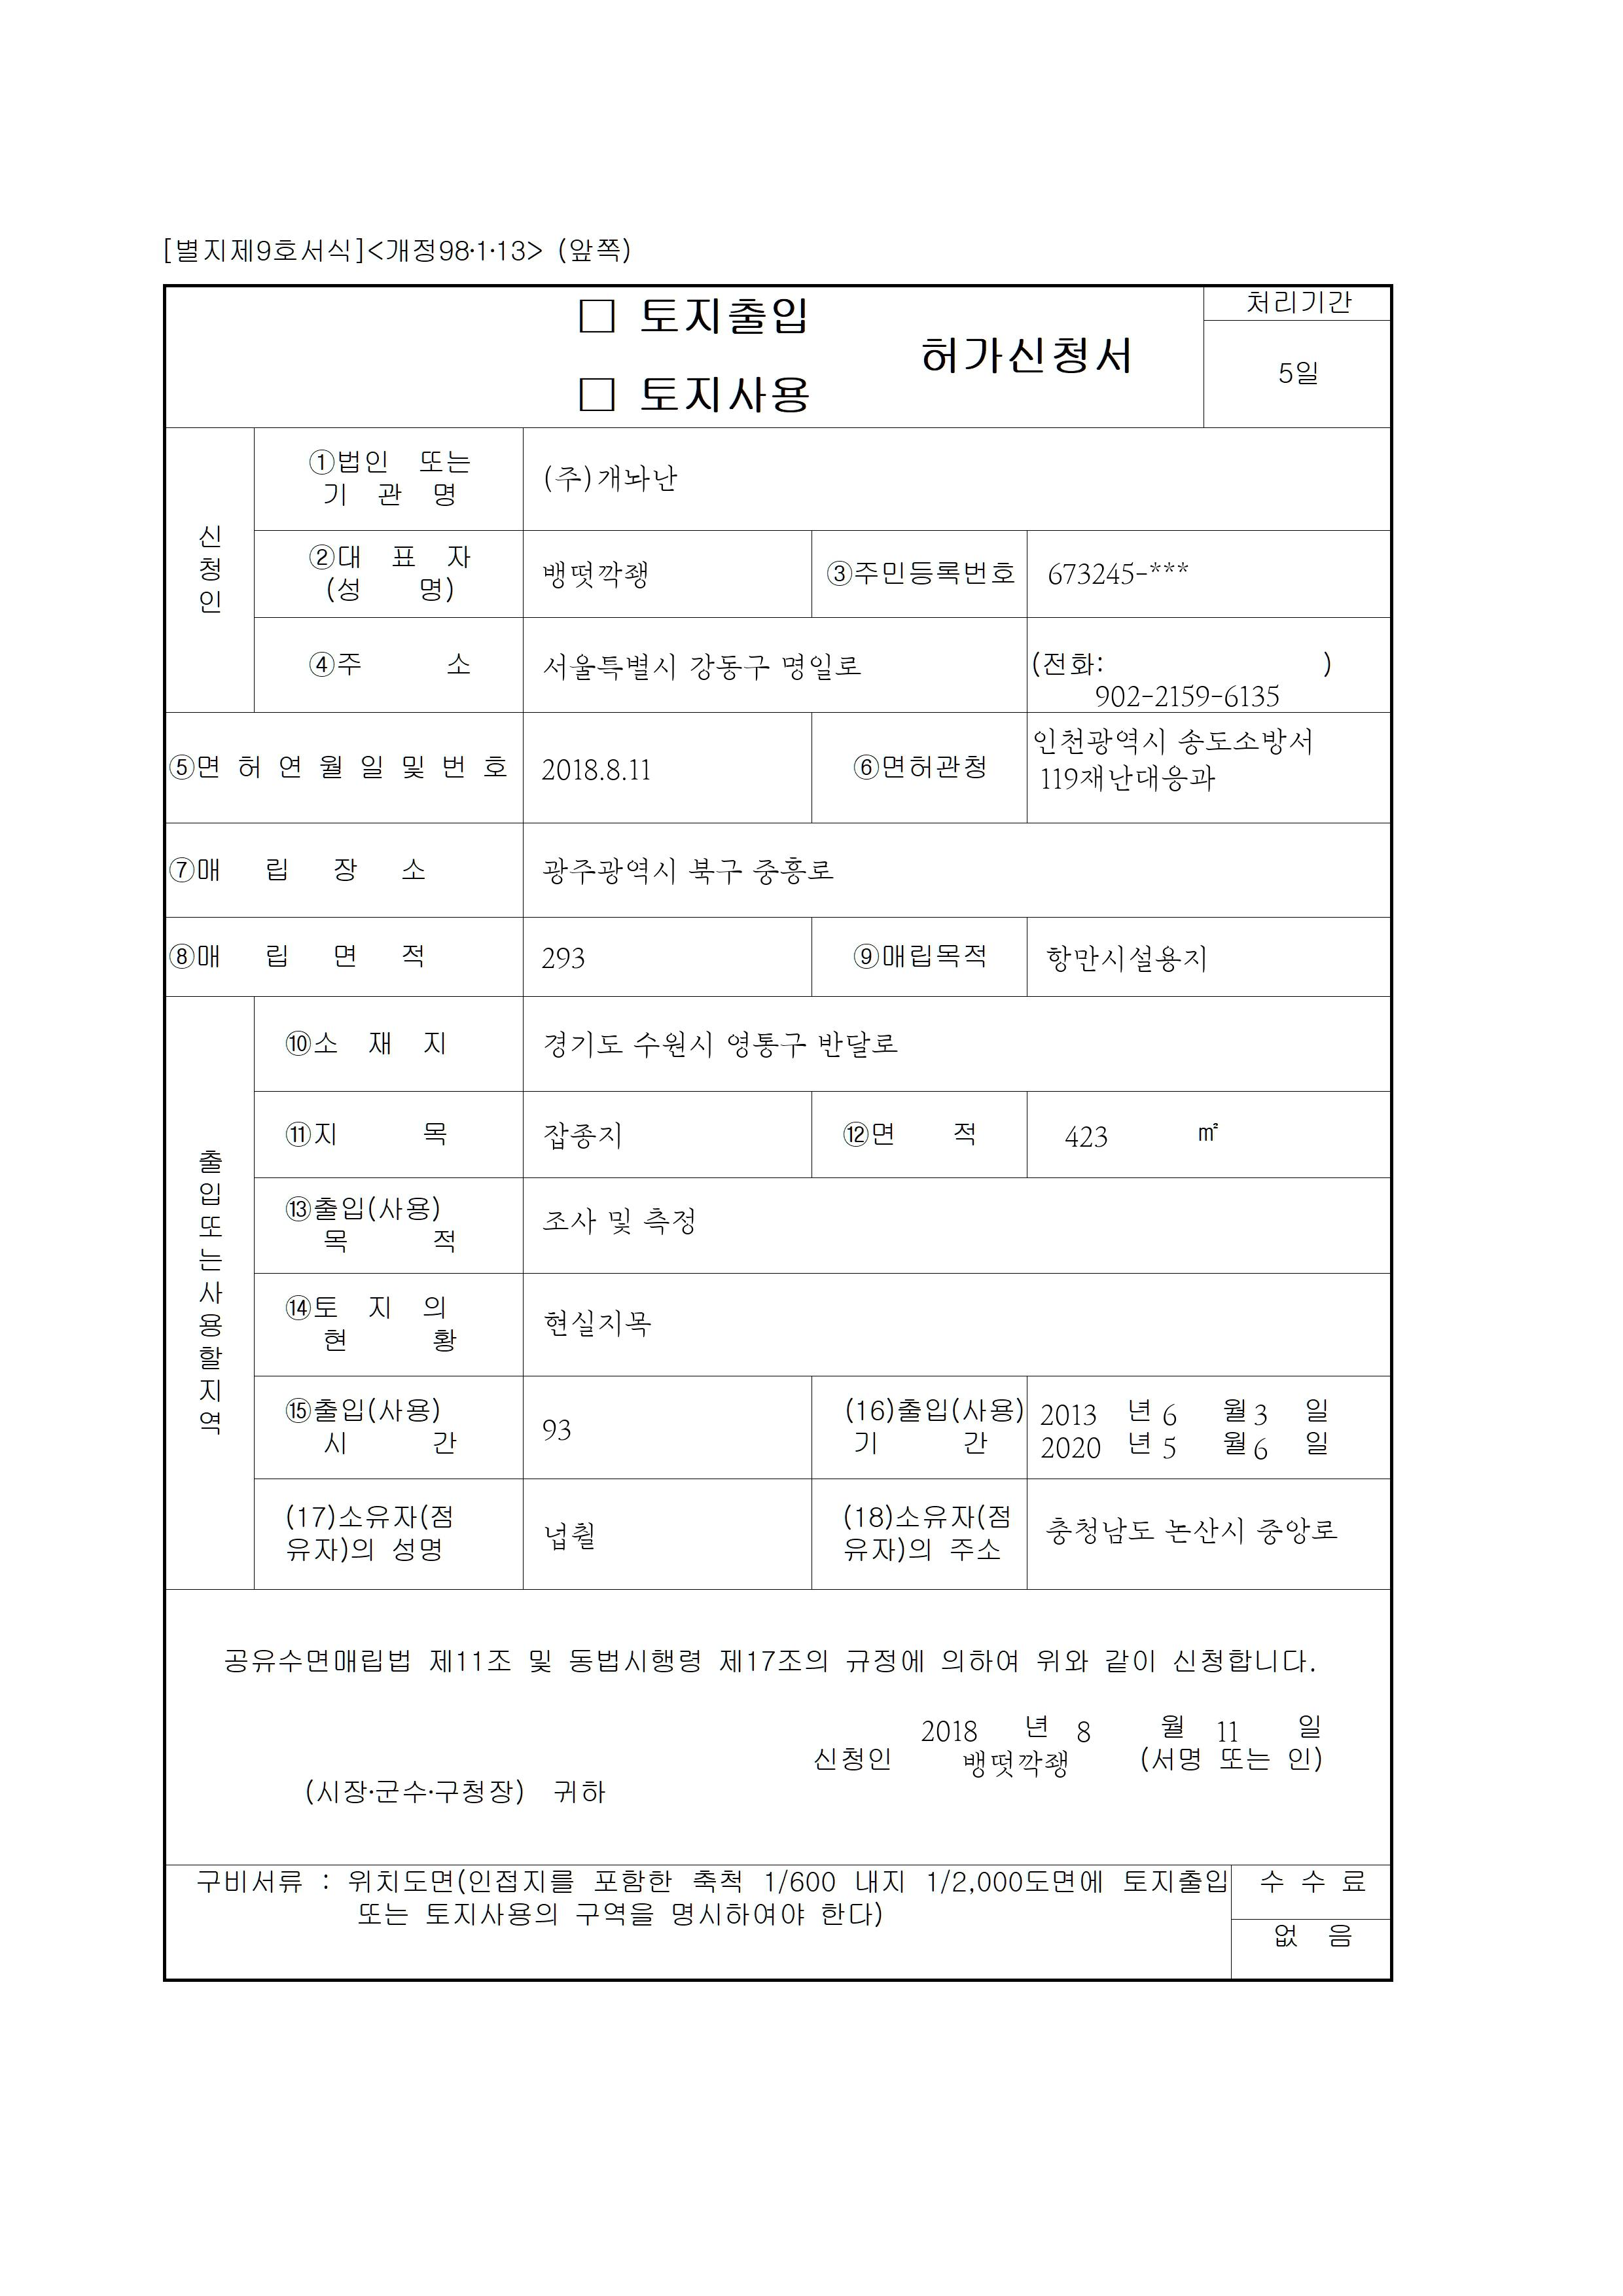 [별지제9호서식]<개정98·1·13> (앞쪽)
□ 토지출입
□ 토지사용
허가신청서
처리기간
5일
신청인
①법인 또는
기 관 명
(주)개놔난
②대 표 자
(성 명)
뱅떳깍좽
③주민등록번호
673245-***
④주 소
서울특별시 강동구 명일로
(전화: )
902-2159-6135
⑤면 허 연 월 일 및 번 호
2018.8.11
⑥면허관청
인천광역시 송도소방서
119재난대응과
⑦매 립 장 소
광주광역시 북구 중흥로
⑧매 립 면 적
293
⑨매립목적
항만시설용지
출입또는사용할지역
⑩소 재 지
경기도 수원시 영통구 반달로
⑪지 목
잡종지
⑫면 적
423 ㎡
⑬출입(사용)
목 적
조사 및 측정
⑭토 지 의
현 황
현실지목
⑮출입(사용)
시 간
93
(16)출입(사용)
기 간
2013 년 6 월 3 일
2020 년 5 월 6 일
(17)소유자(점
유자)의 성명
넙췰
(18)소유자(점
유자)의 주소
충청남도 논산시 중앙로
공유수면매립법 제11조 및 동법시행령 제17조의 규정에 의하여 위와 같이 신청합니다.
2018 년 8 월 11 일
신청인 뱅떳깍좽 (서명 또는 인)
(시장·군수·구청장) 귀하
구비서류 : 위치도면(인접지를 포함한 축척 1/600 내지 1/2,000도면에 토지출입
또는 토지사용의 구역을 명시하여야 한다)
수 수 료
없 음